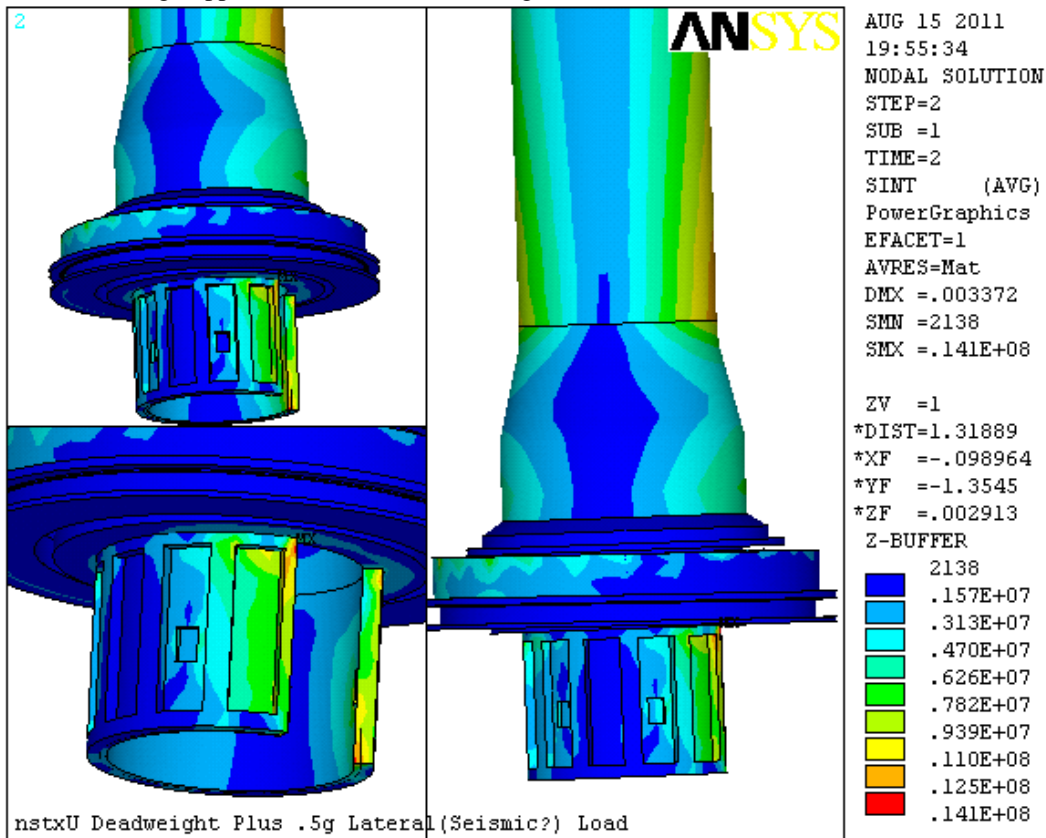 2
ANSYS
AUG 15 2011
19:55:34
NODAL SOLUTION
STEP=2
SUB =1
TIME=2
SINT (AVG)
PowerGraphics
EFACET=1
AVRES=Mat
DMX =.003372
SMN =2138
SMX =.141E+08
ZV =1
*DIST=1.31889
*XF =-.098964
*YF =-1.3545
*ZF =.002913
Z-BUFFER
2138
.157E+07
.313E+07
.470E+07
.626E+07
.782E+07
.939E+07
.110E+08
.125E+08
.141E+08
MX
nstxU Deadweight Plus .5g Lateral(Seismic?) Load